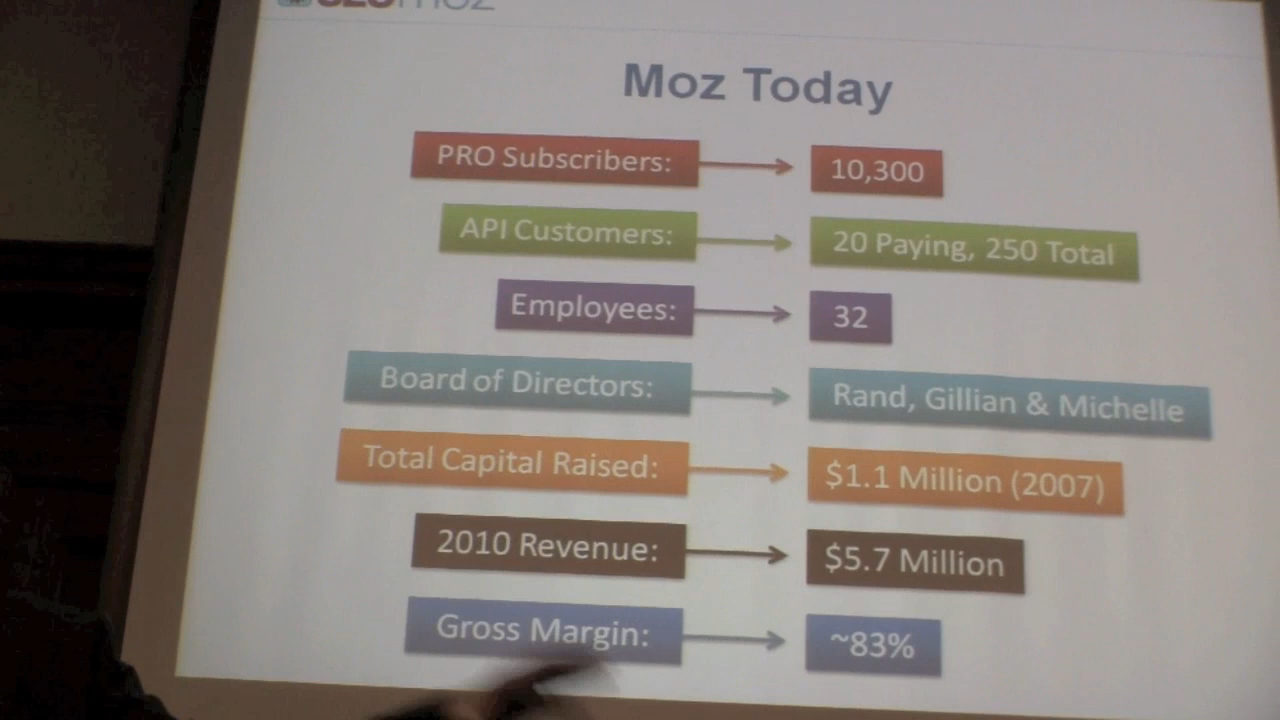 Moz Today
PRO Subscribers: 10,300
API Customers: 20 Paying, 250 Total
Employees: 32
Board of Directors: Rand, Gillian & Michelle
Total Capital Raised: $1.1 Million (2007)
2010 Revenue: $5.7 Million
Gross Margin: ~83%